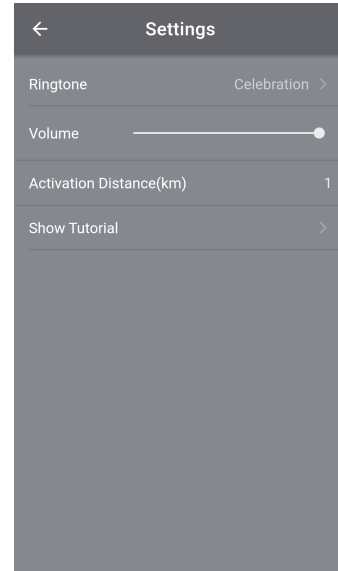 Settings
Ringtone Celebration
Volume
Activation Distance(km) 1
Show Tutorial